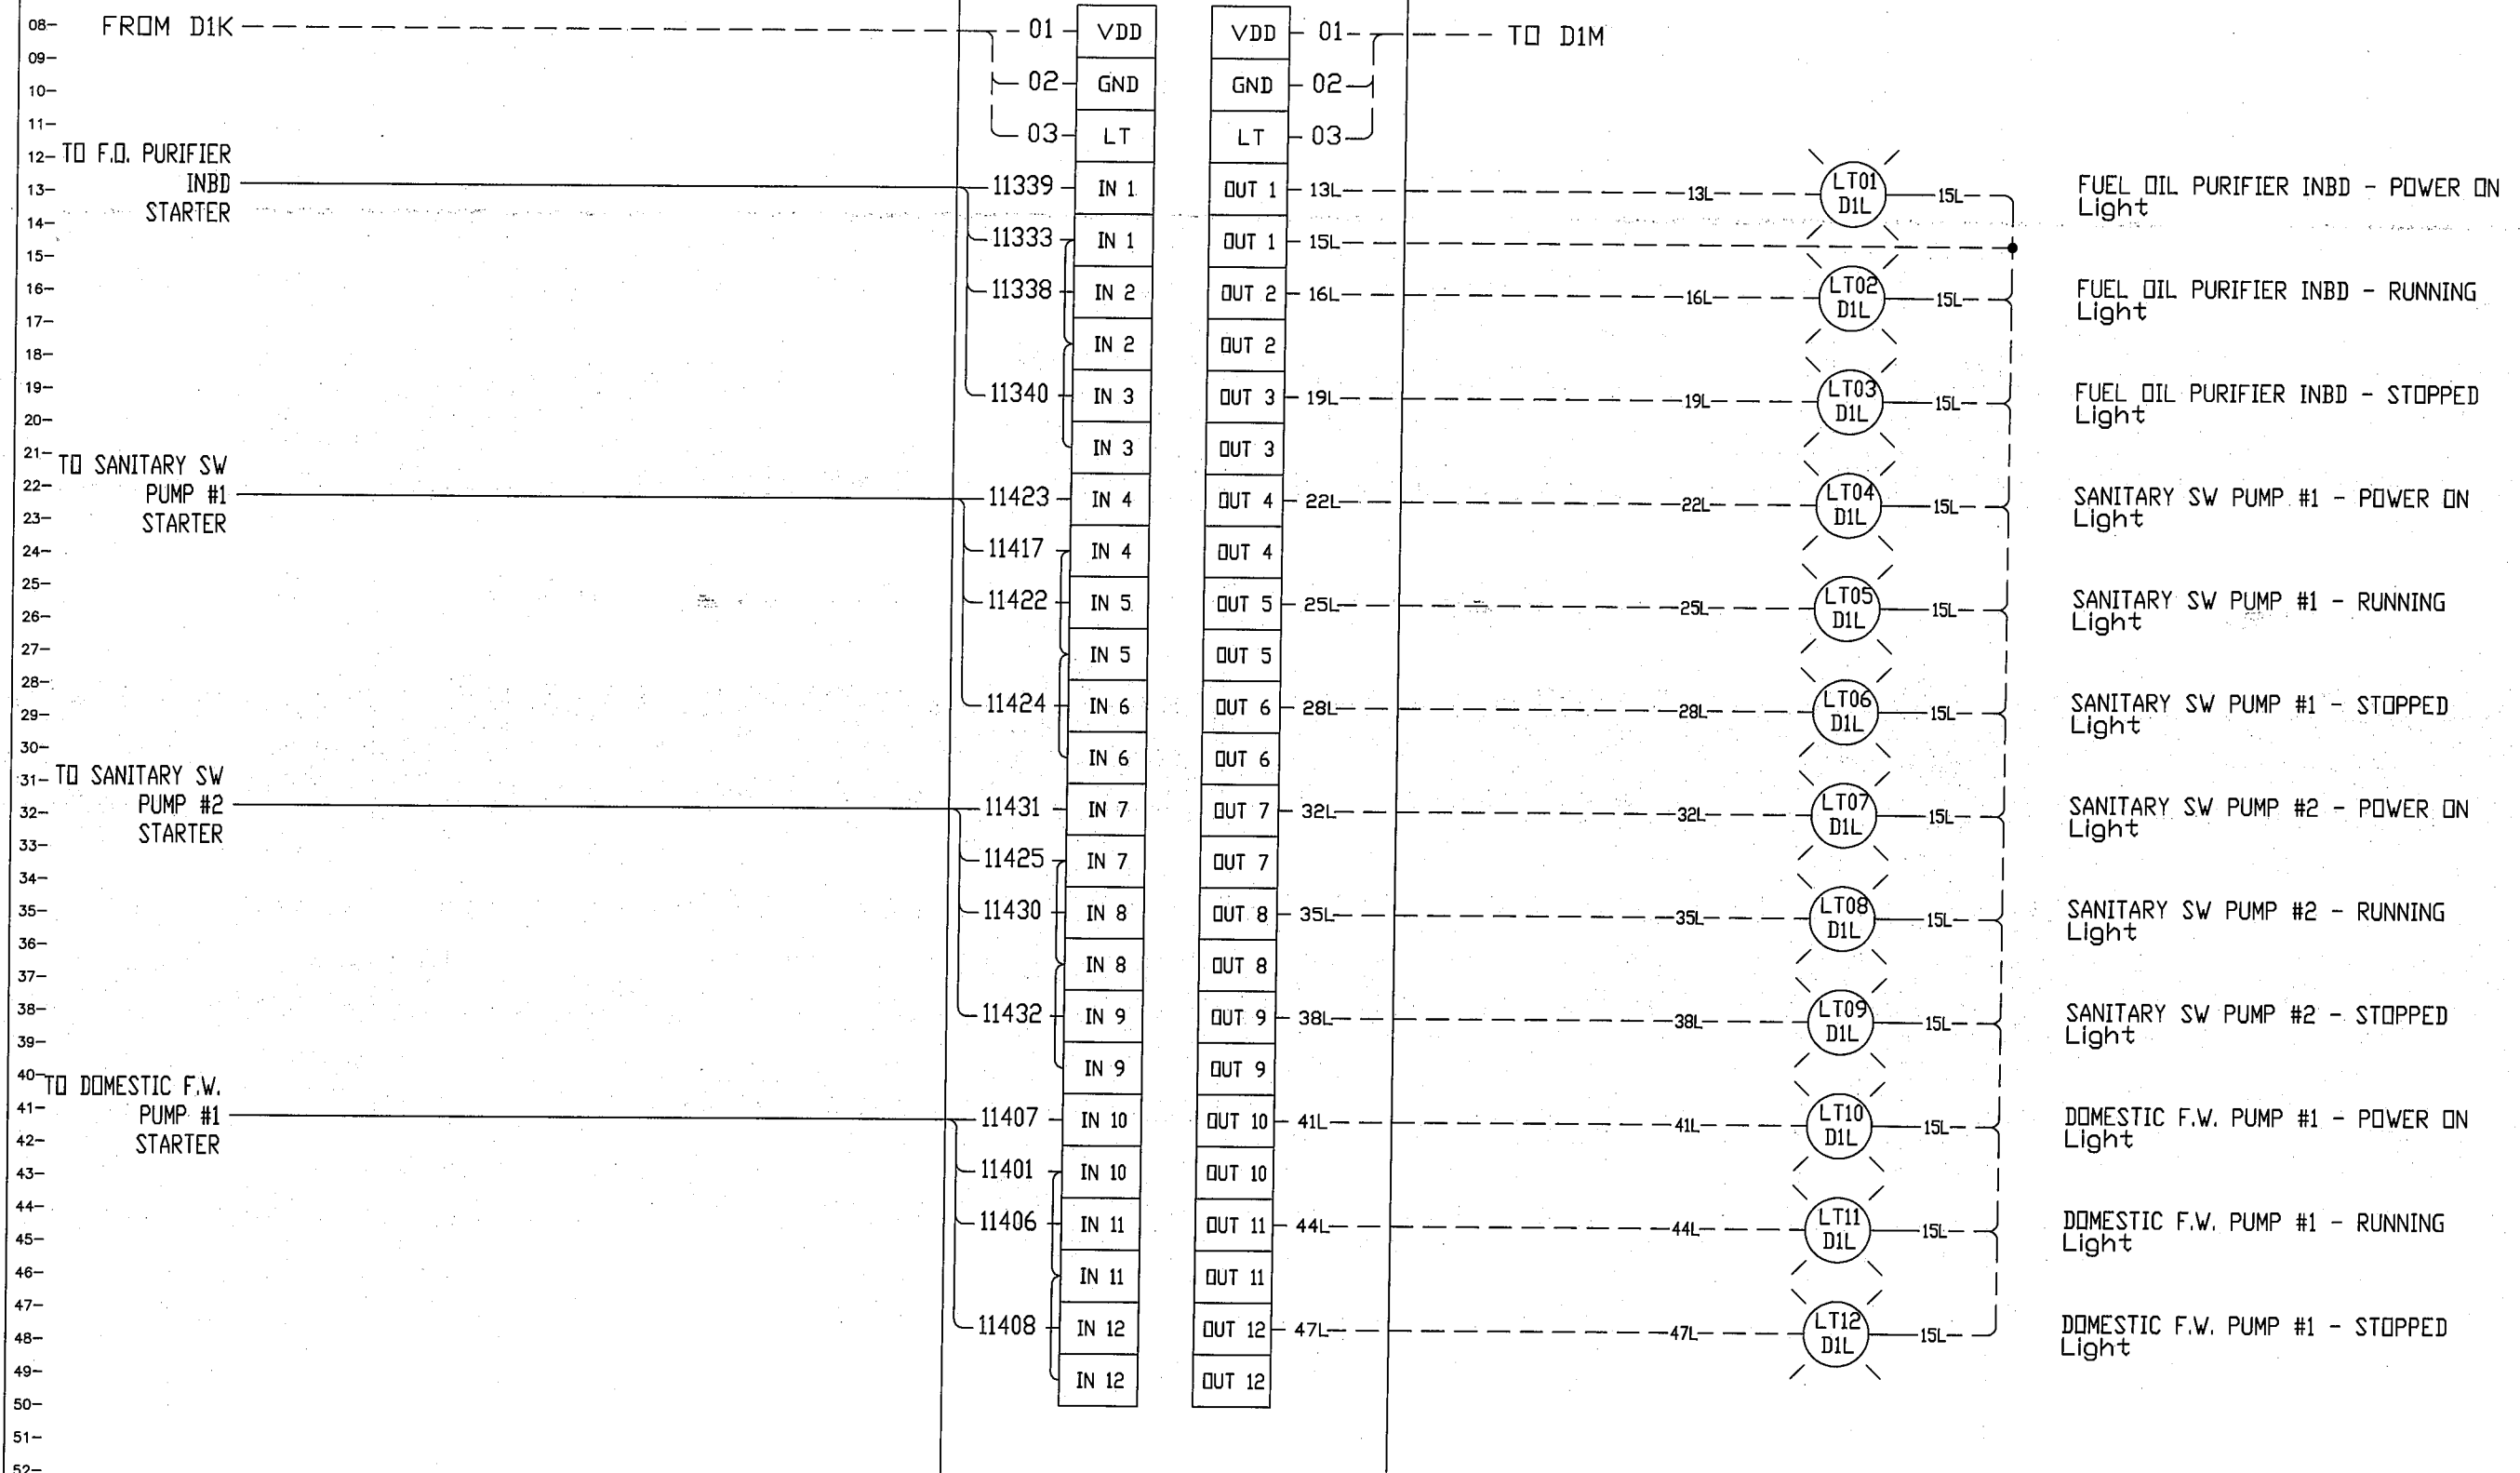 08-
FROM D1K
01
VDD
VDD
01
TO D1M
09-
02
GND
GND
02
10-
11-
03
LT
LT
03
12-
TO F.O. PURIFIER
INBD
STARTER
13-
11339
IN 1
OUT 1
13L
13L
LT01
D1L
15L
FUEL OIL PURIFIER INBD - POWER ON
Light
14-
11333
IN 1
OUT 1
15L
15-
16-
11338
IN 2
OUT 2
16L
16L
LT02
D1L
15L
FUEL OIL PURIFIER INBD - RUNNING
Light
17-
IN 2
OUT 2
18-
19-
11340
IN 3
OUT 3
19L
19L
LT03
D1L
15L
FUEL OIL PURIFIER INBD - STOPPED
Light
20-
IN 3
OUT 3
21-
TO SANITARY SW
PUMP #1
STARTER
22-
11423
IN 4
OUT 4
22L
22L
LT04
D1L
15L
SANITARY SW PUMP #1 - POWER ON
Light
23-
24-
11417
IN 4
OUT 4
25-
11422
IN 5
OUT 5
25L
25L
LT05
D1L
15L
SANITARY SW PUMP #1 - RUNNING
Light
26-
27-
IN 5
OUT 5
28-
11424
IN 6
OUT 6
28L
28L
LT06
D1L
15L
SANITARY SW PUMP #1 - STOPPED
Light
29-
30-
IN 6
OUT 6
31-
TO SANITARY SW
PUMP #2
STARTER
32-
11431
IN 7
OUT 7
32L
32L
LT07
D1L
15L
SANITARY SW PUMP #2 - POWER ON
Light
33-
11425
IN 7
OUT 7
34-
35-
11430
IN 8
OUT 8
35L
35L
LT08
D1L
15L
SANITARY SW PUMP #2 - RUNNING
Light
36-
IN 8
OUT 8
37-
38-
11432
IN 9
OUT 9
38L
38L
LT09
D1L
15L
SANITARY SW PUMP #2 - STOPPED
Light
39-
IN 9
OUT 9
40-
TO DOMESTIC F.W.
PUMP #1
STARTER
41-
11407
IN 10
OUT 10
41L
41L
LT10
D1L
15L
DOMESTIC F.W. PUMP #1 - POWER ON
Light
42-
43-
11401
IN 10
OUT 10
44-
11406
IN 11
OUT 11
44L
44L
LT11
D1L
15L
DOMESTIC F.W. PUMP #1 - RUNNING
Light
45-
46-
IN 11
OUT 11
47-
11408
IN 12
OUT 12
47L
47L
LT12
D1L
15L
DOMESTIC F.W. PUMP #1 - STOPPED
Light
48-
49-
IN 12
OUT 12
50-
51-
52-